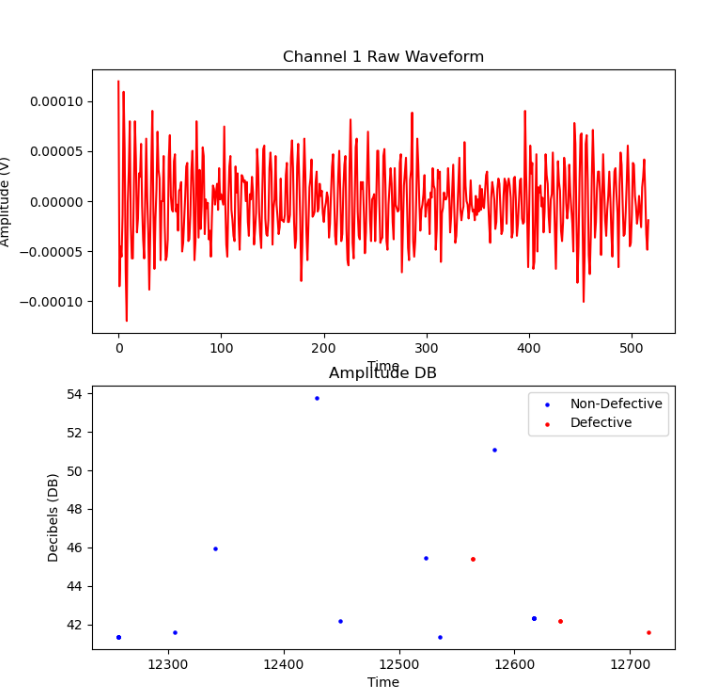 Channel 1 Raw Waveform
Amplitude (V)
0.00010
0.00005
0.00000
−0.00005
−0.00010
0 100 200 300 400 500
Time
Amplitude DB
Decibels (DB)
54
52
50
48
46
44
42
Non-Defective
Defective
12300 12400 12500 12600 12700
Time